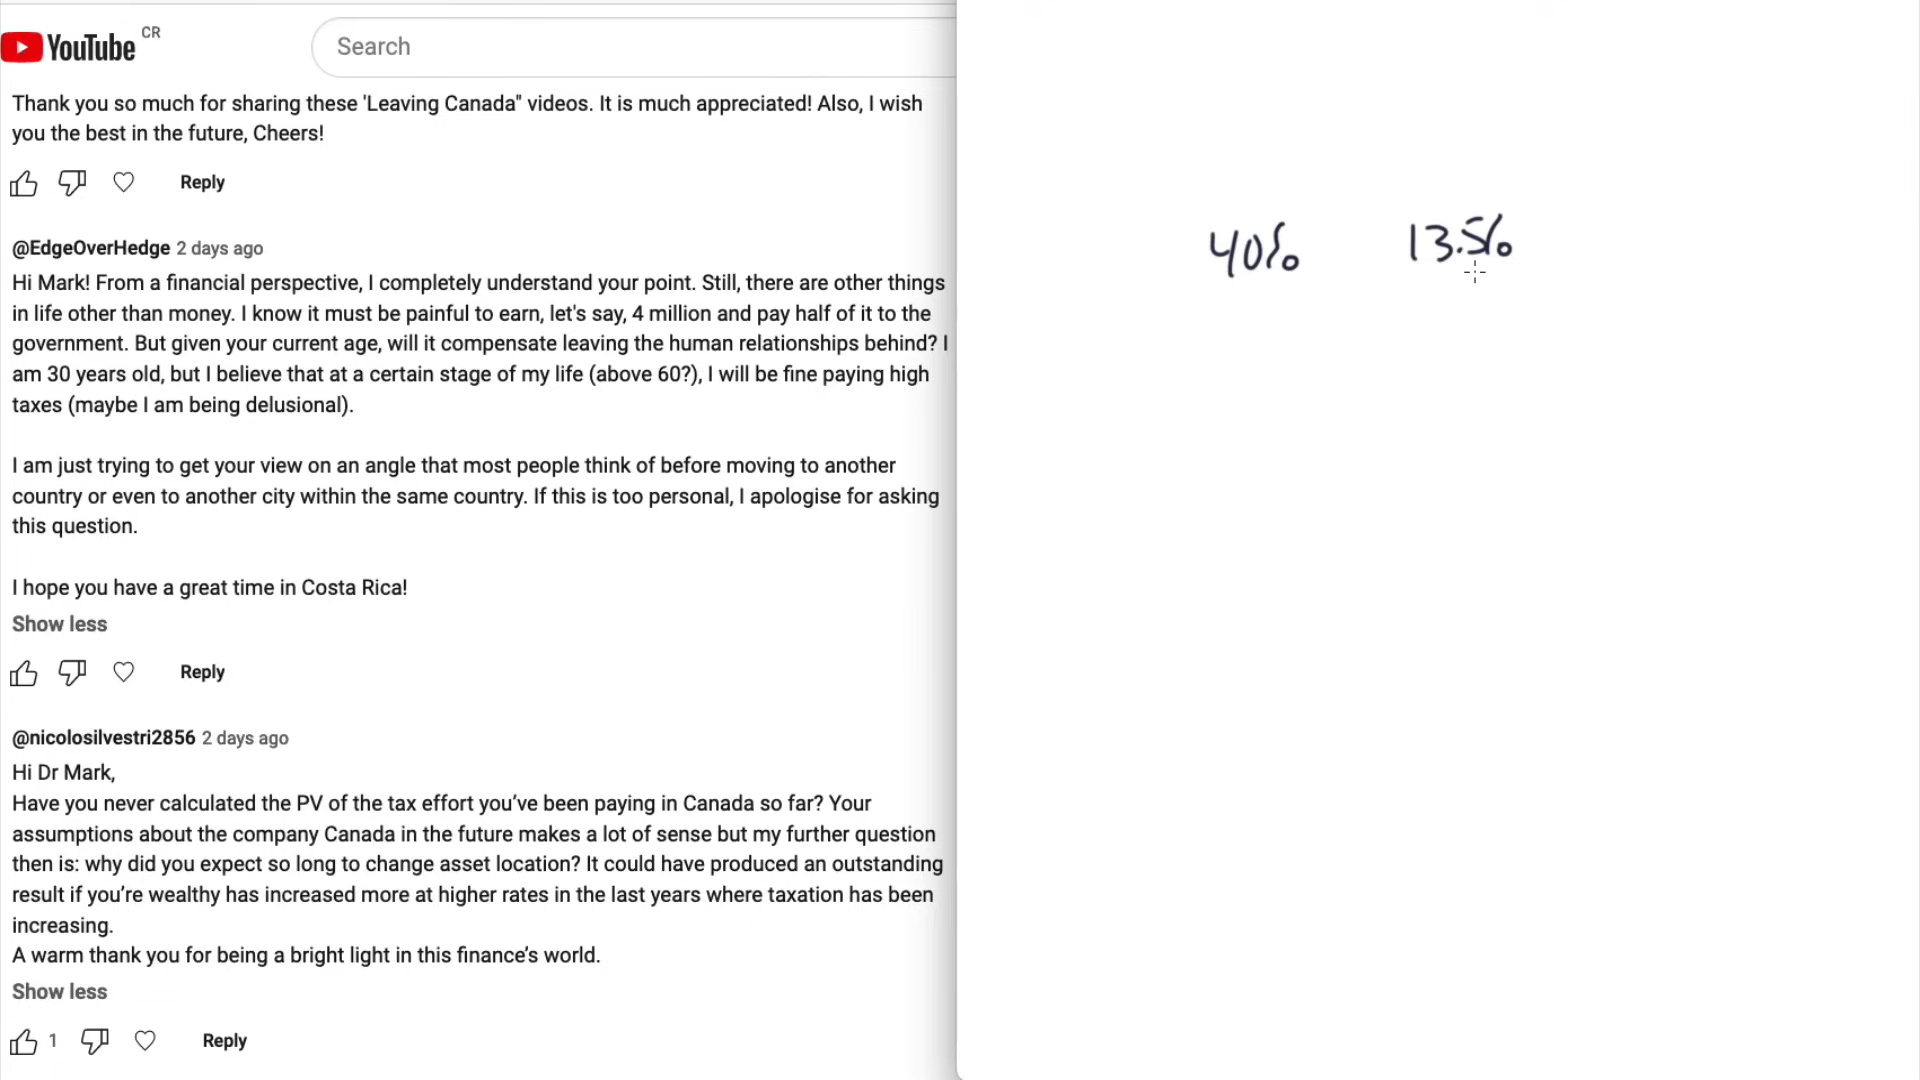 YouTube CR
Search
Thank you so much for sharing these 'Leaving Canada" videos. It is much appreciated! Also, I wish
you the best in the future, Cheers!
Reply
@EdgeOverHedge 2 days ago
Hi Mark! From a financial perspective, I completely understand your point. Still, there are other things
in life other than money. I know it must be painful to earn, let's say, 4 million and pay half of it to the
government. But given your current age, will it compensate leaving the human relationships behind? I
am 30 years old, but I believe that at a certain stage of my life (above 60?), I will be fine paying high
taxes (maybe I am being delusional).
I am just trying to get your view on an angle that most people think of before moving to another
country or even to another city within the same country. If this is too personal, I apologise for asking
this question.
I hope you have a great time in Costa Rica!
Show less
Reply
@nicolosilvestri2856 2 days ago
Hi Dr Mark,
Have you never calculated the PV of the tax effort you’ve been paying in Canada so far? Your
assumptions about the company Canada in the future makes a lot of sense but my further question
then is: why did you expect so long to change asset location? It could have produced an outstanding
result if you’re wealthy has increased more at higher rates in the last years where taxation has been
increasing.
A warm thank you for being a bright light in this finance’s world.
Show less
1 Reply
40% 13.5%